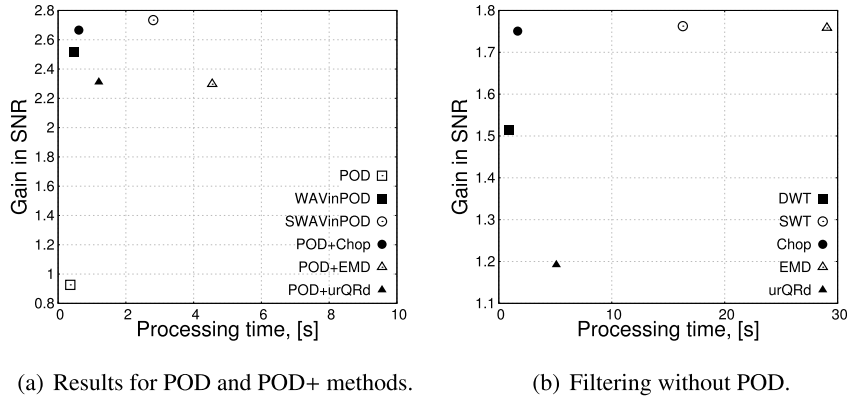 Gain in SNR
2.8
2.6
2.4
2.2
2
1.8
1.6
1.4
1.2
1
0.8
POD
WAVinPOD
SWAVinPOD
POD+Chop
POD+EMD
POD+urQRd
0 2 4 6 8 10
Processing time, [s]
(a) Results for POD and POD+ methods.
Gain in SNR
1.8
1.7
1.6
1.5
1.4
1.3
1.2
1.1
DWT
SWT
Chop
EMD
urQRd
0 10 20 30
Processing time, [s]
(b) Filtering without POD.